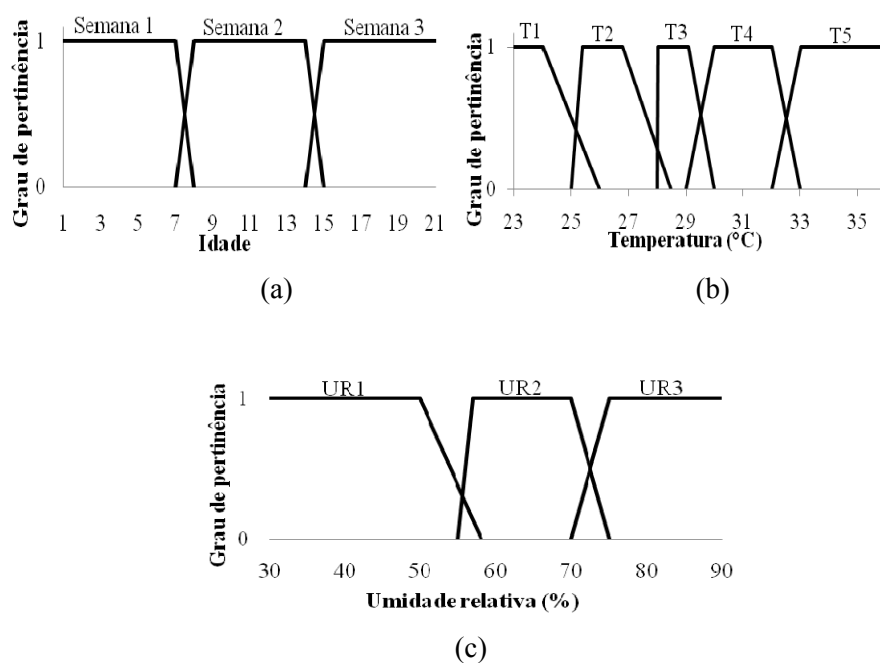 Semana 1 Semana 2 Semana 3
1
0
Grau de pertinência
1 3 5 7 9 11 13 15 17 19 21
Idade
(a)
T1 T2 T3 T4 T5
1
0
Grau de pertinência
23 25 27 29 31 33 35
Temperatura (°C)
(b)
UR1 UR2 UR3
1
0
Grau de pertinência
30 40 50 60 70 80 90
Umidade relativa (%)
(c)